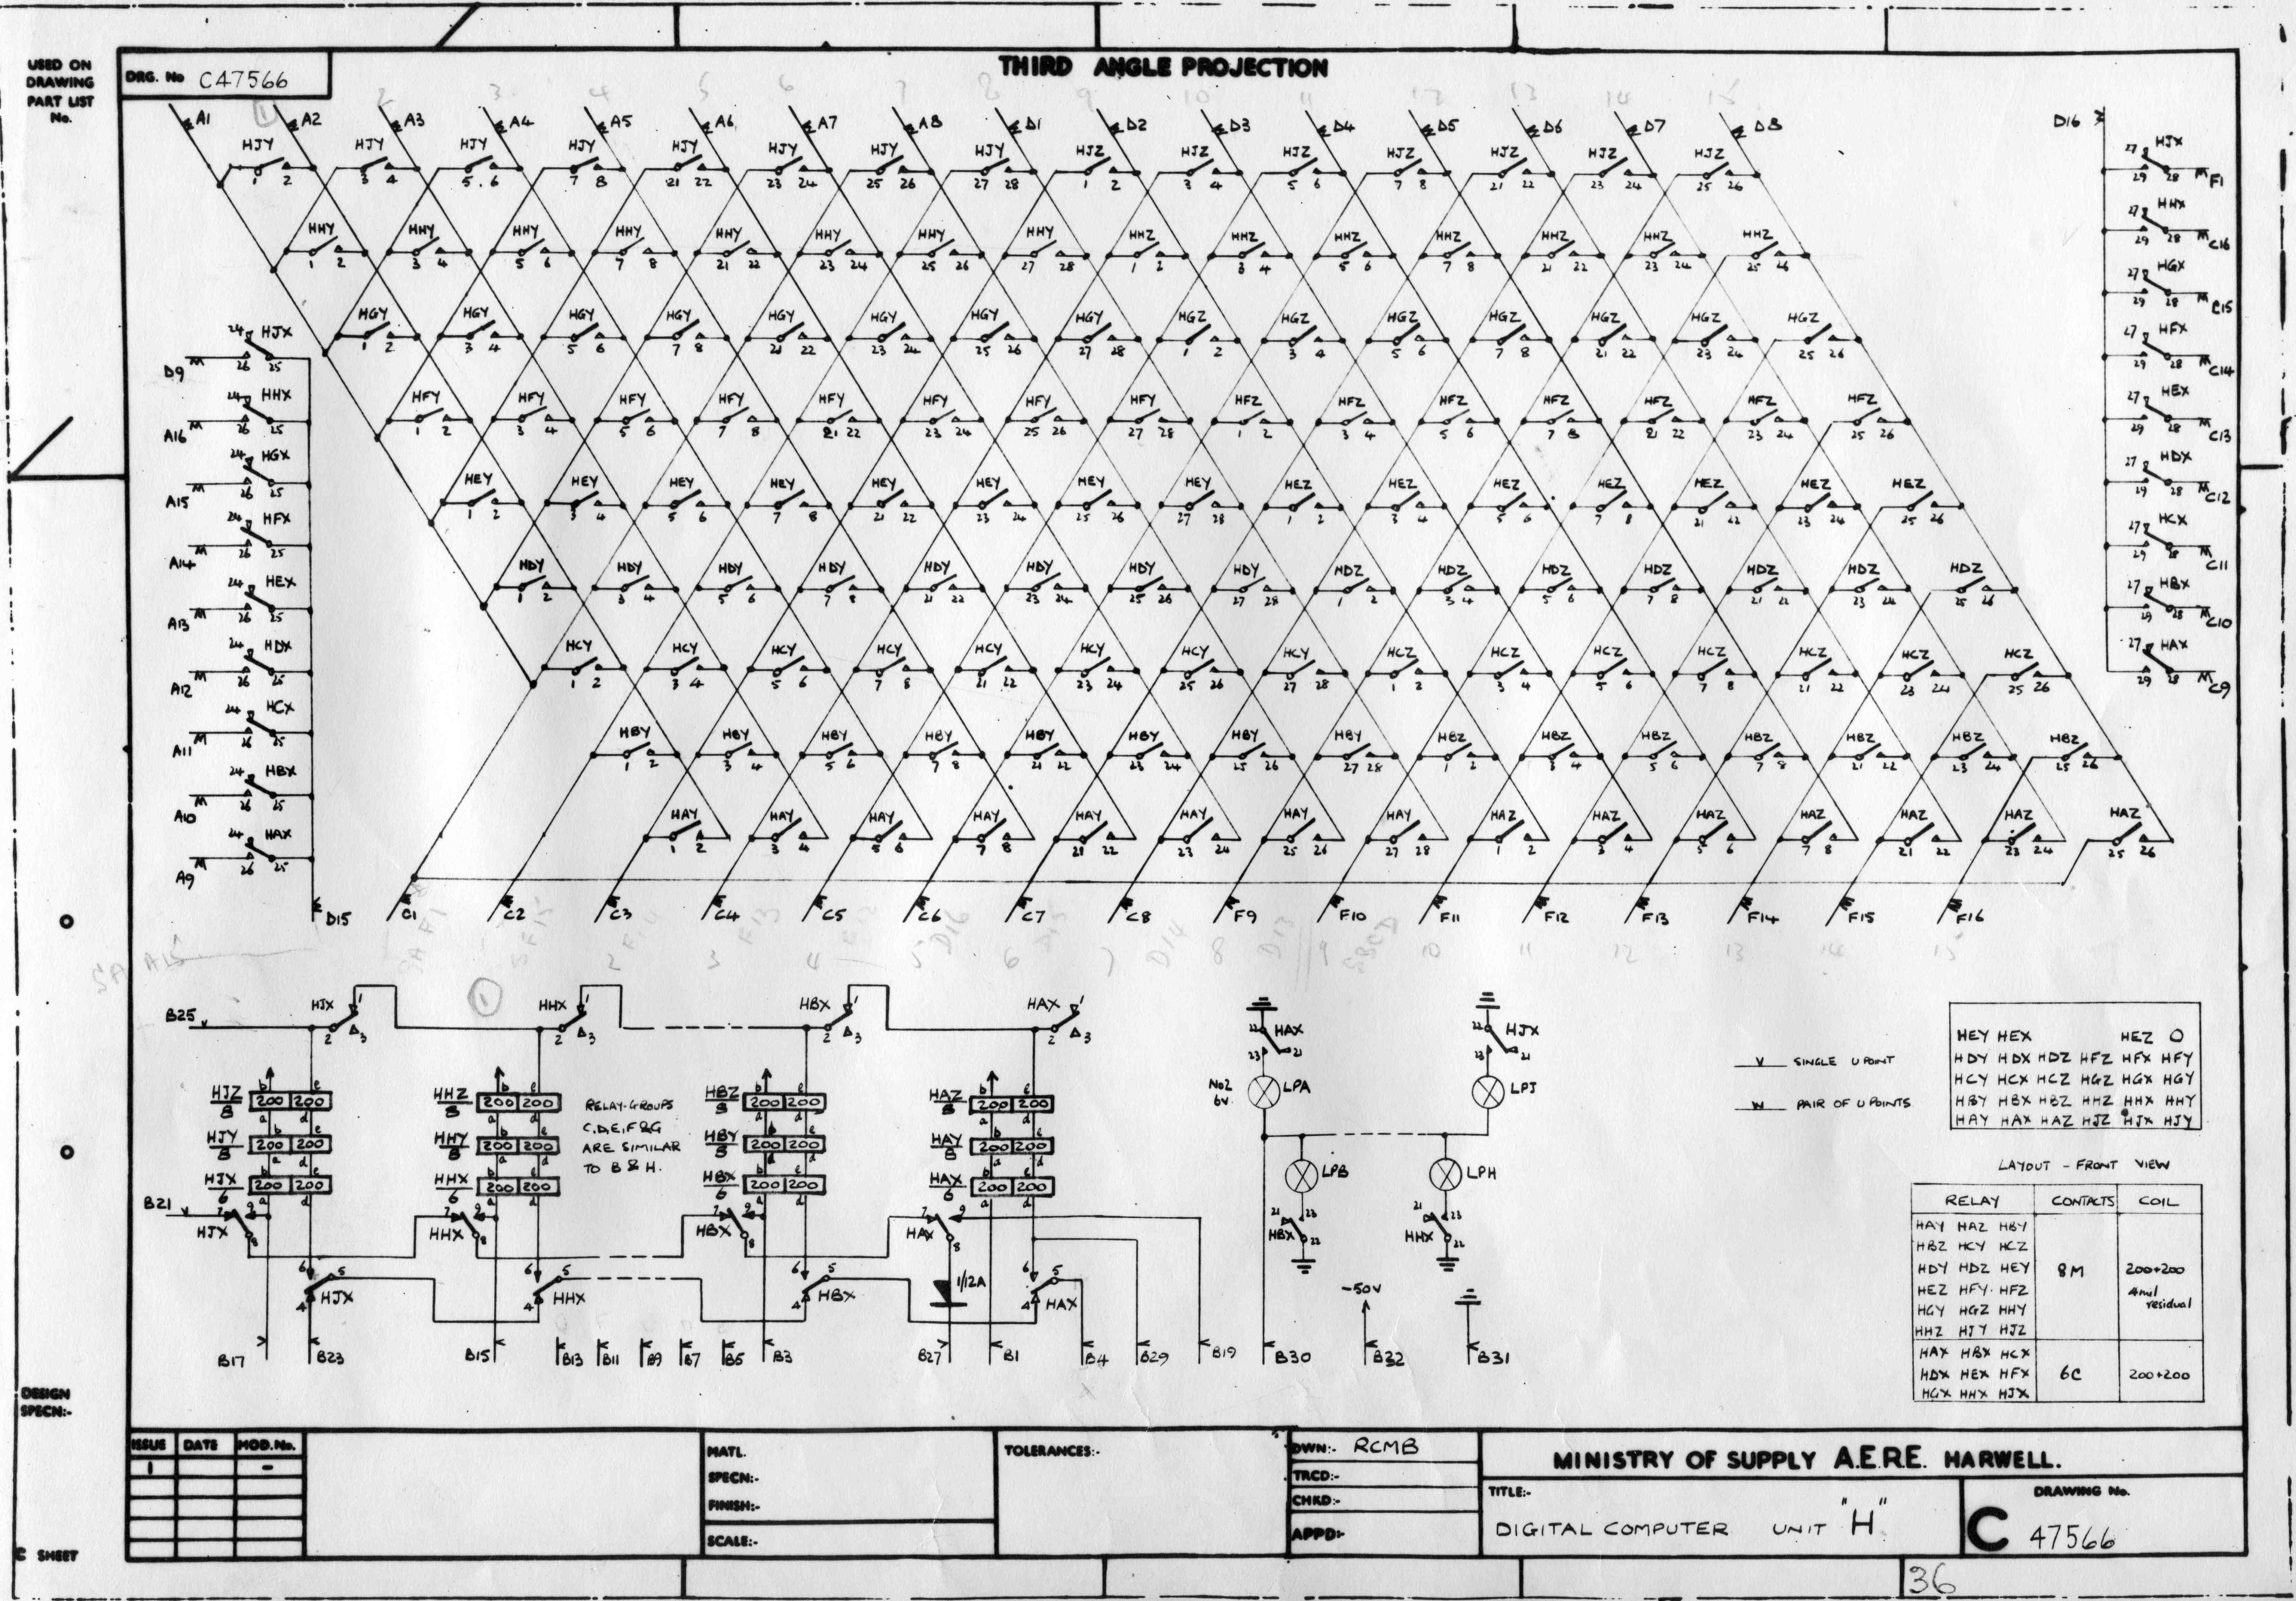 USED ON
DRAWING
PART LIST
No.
DRG. No C47566
THIRD ANGLE PROJECTION
1 2 3 4 5 6 7 8 9 10 11 12 13 14 15
A1 A2 A3 A4 A5 A6 A7 A8 D1 D2 D3 D4 D5 D6 D7 D8
HJY HJY HJY HJY HJY HJY HJY HJY HJZ HJZ HJZ HJZ HJZ HJZ HJZ
1 2 3 4 5 6 7 8 21 22 23 24 25 26 27 28 1 2 3 4 5 6 7 8 21 22 23 24 25 26
HHY HHY HHY HHY HHY HHY HHY HHY HHZ HHZ HHZ HHZ HHZ HHZ HHZ
1 2 3 4 5 6 7 8 21 22 23 24 25 26 27 28 1 2 3 4 5 6 7 8 21 22 23 24 25 26
HGY HGY HGY HGY HGY HGY HGY HGY HGZ HGZ HGZ HGZ HGZ HGZ HGZ
1 2 3 4 5 6 7 8 21 22 23 24 25 26 27 28 1 2 3 4 5 6 7 8 21 22 23 24 25 26
HFY HFY HFY HFY HFY HFY HFY HFY HFZ HFZ HFZ HFZ HFZ HFZ HFZ
1 2 3 4 5 6 7 8 21 22 23 24 25 26 27 28 1 2 3 4 5 6 7 8 21 22 23 24 25 26
HEY HEY HEY HEY HEY HEY HEY HEY HEZ HEZ HEZ HEZ HEZ HEZ HEZ
1 2 3 4 5 6 7 8 21 22 23 24 25 26 27 28 1 2 3 4 5 6 7 8 21 22 23 24 25 26
HDY HDY HDY HDY HDY HDY HDY HDY HDZ HDZ HDZ HDZ HDZ HDZ HDZ
1 2 3 4 5 6 7 8 21 22 23 24 25 26 27 28 1 2 3 4 5 6 7 8 21 22 23 24 25 26
HCY HCY HCY HCY HCY HCY HCY HCY HCZ HCZ HCZ HCZ HCZ HCZ HCZ
1 2 3 4 5 6 7 8 21 22 23 24 25 26 27 28 1 2 3 4 5 6 7 8 21 22 23 24 25 26
HBY HBY HBY HBY HBY HBY HBY HBY HBZ HBZ HBZ HBZ HBZ HBZ HBZ
1 2 3 4 5 6 7 8 21 22 23 24 25 26 27 28 1 2 3 4 5 6 7 8 21 22 23 24 25 26
HAY HAY HAY HAY HAY HAY HAY HAY HAZ HAZ HAZ HAZ HAZ HAZ HAZ
1 2 3 4 5 6 7 8 21 22 23 24 25 26 27 28 1 2 3 4 5 6 7 8 21 22 23 24 25 26
C1 C2 C3 C4 C5 C6 C7 C8 F9 F10 F11 F12 F13 F14 F15 F16
24 HJX
D9 26 25
24 HHX
A16 26 25
24 HGX
A15 26 25
24 HFX
A14 26 25
24 HEX
A13 26 25
24 HDX
A12 26 25
24 HCX
A11 26 25
24 HBX
A10 26 25
24 HAX
A9 26 25
D15
D16
27 HJX
29 28 F1
27 HHX
29 28 C16
27 HGX
29 28 C15
27 HFX
29 28 C14
27 HEX
29 28 C13
27 HDX
29 28 C12
27 HCX
29 28 C11
27 HBX
29 28 C10
27 HAX
29 28 C9
1 2 3 4 5 6 7 8 9 10 11 12 13 14 15
B25 HJX 1 2 3 HHX 1 2 3 HBX 1 2 3 HAX 1 2 3
HJZ/8 b e 200 200 a d
HJY/8 200 200
HJX/6 200 200
HHZ/8 b e 200 200 a d
HHY/8 200 200
HHX/6 200 200
RELAY-GROUPS
C,D,E,F&G
ARE SIMILAR
TO B & H.
HBZ/8 b e 200 200 a d
HBY/8 200 200
HBX/6 200 200
HAZ/8 b e 200 200 a d
HAY/8 200 200
HAX/6 200 200
B21 7 9 HJX 8 7 9 HHX 8 7 9 HBX 8 7 9 HAX 8
6 5 4 HJX 6 5 4 HHX 6 5 4 HBX 1/12A 6 5 4 HAX
B17 B23 B15 B13 B11 B9 B7 B5 B3 B27 B1 B4 B29 B19 B30 B32 B31
22 HAX 23 21
No2
6V LPA
22 HJX 23 21
LPJ
LPB LPH
21 23 HBX 22
21 23 HHX 22
-50V
V SINGLE U POINT
W PAIR OF U POINTS
HEY HEX HEZ O
HDY HDX HDZ HFZ HFX HFY
HCY HCX HCZ HGZ HGX HGY
HBY HBX HBZ HHZ HHX HHY
HAY HAX HAZ HJZ HJX HJY
LAYOUT - FRONT VIEW
RELAY CONTACTS COIL
HAY HAZ HBY
HBZ HCY HCZ
HDY HDZ HEY 8M 200+200
HEZ HFY HFZ 4 mil
HGY HGZ HHY residual
HHZ HJY HJZ
HAX HBX HCX
HDX HEX HFX 6C 200+200
HGX HHX HJX
DESIGN
SPECN:-
C SHEET
ISSUE DATE MOD.No.
1 -
MATL.
SPECN:-
FINISH:-
SCALE:-
TOLERANCES:-
DWN:- RCMB
TRCD:-
CHKD:-
APPD:-
MINISTRY OF SUPPLY A.E.R.E. HARWELL.
TITLE:-
DIGITAL COMPUTER UNIT "H"
DRAWING No.
C 47566
36